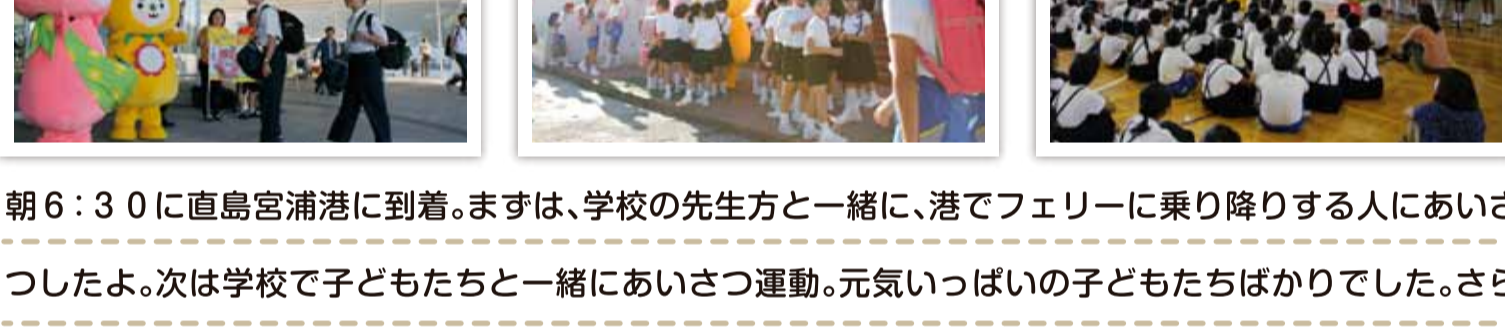 朝６：３０に直島宮浦港に到着。まずは、学校の先生方と一緒に、港でフェリーに乗り降りする人にあいさ
つしたよ。次は学校で子どもたちと一緒にあいさつ運動。元気いっぱいの子どもたちばかりでした。さら